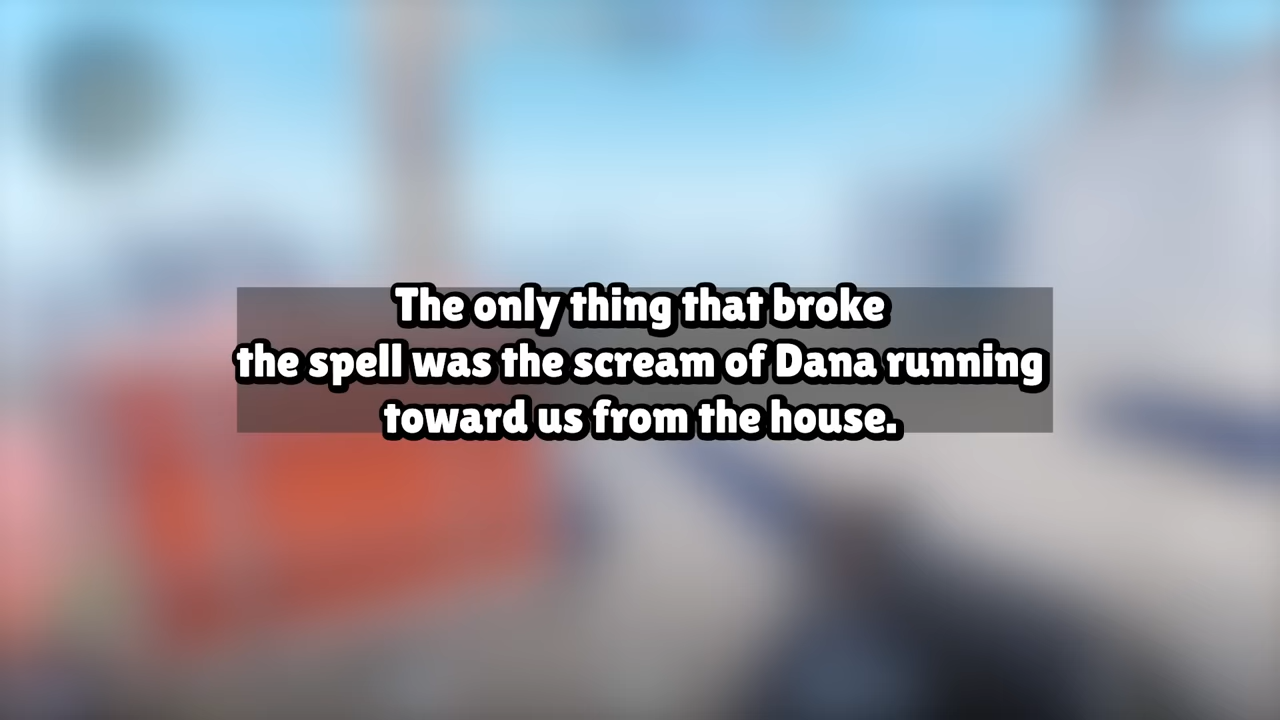 The only thing that broke
the spell was the scream of Dana running
toward us from the house.